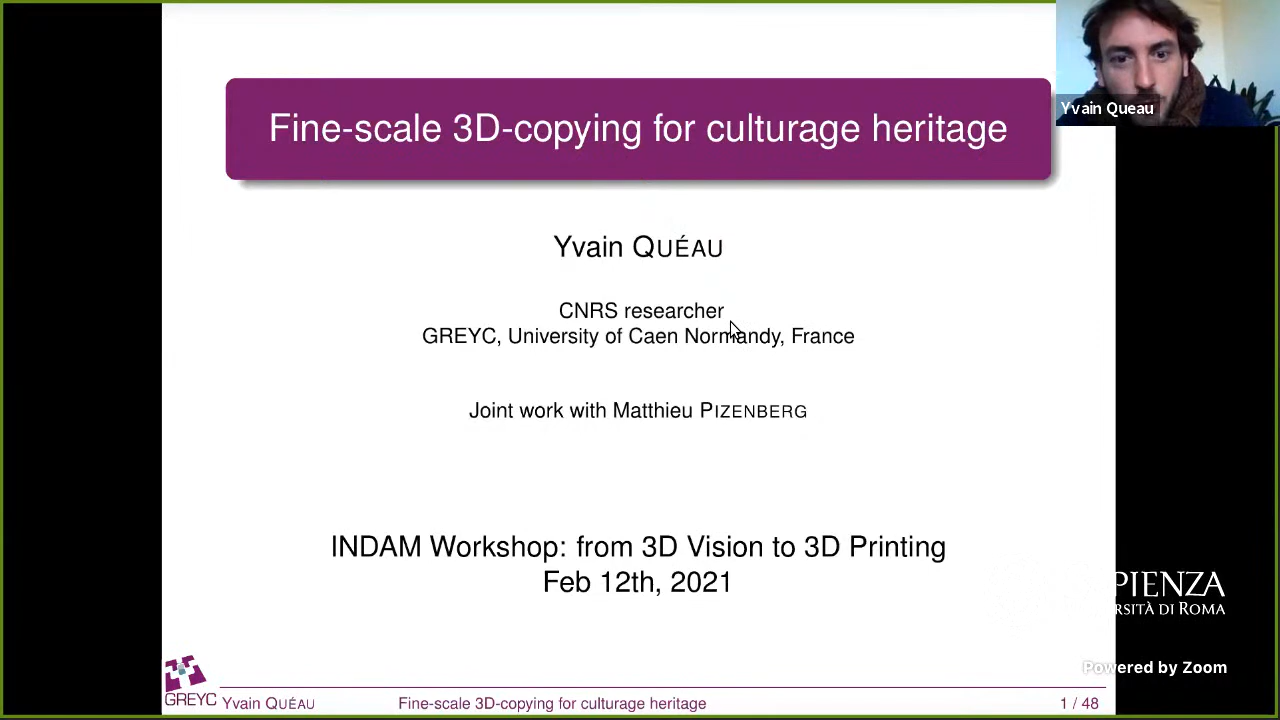 Fine-scale 3D-copying for culturage heritage
Yvain Queau
Yvain QUÉAU
CNRS researcher
GREYC, University of Caen Normandy, France
Joint work with Matthieu PIZENBERG
INDAM Workshop: from 3D Vision to 3D Printing
Feb 12th, 2021
PIENZA
RSITÀ DI ROMA
Powered by Zoom
GREYC
Yvain QUÉAU Fine-scale 3D-copying for culturage heritage 1 / 48